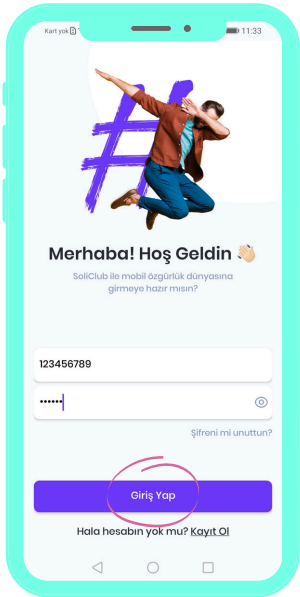 Kart yok
11:33
Merhaba! Hoş Geldin
SoliClub ile mobil özgürlük dünyasına
girmeye hazır mısın?
123456789
••••••
Şifreni mi unuttun?
Giriş Yap
Hala hesabın yok mu? Kayıt Ol